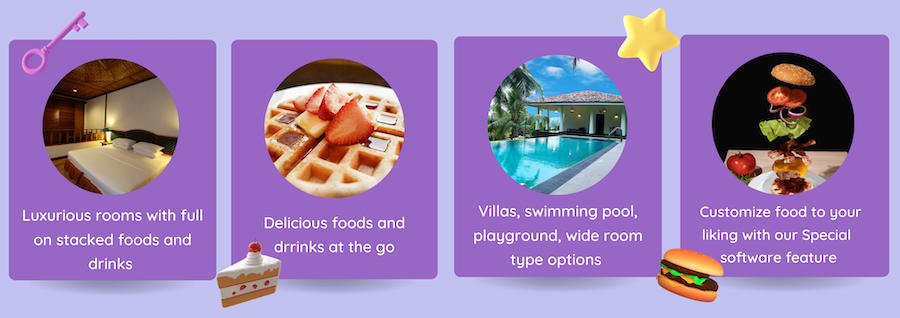 Luxurious rooms with full
on stacked foods and
drinks
Delicious foods and
drrinks at the go
Villas, swimming pool,
playground, wide room
type options
Customize food to your
liking with our Special
software feature